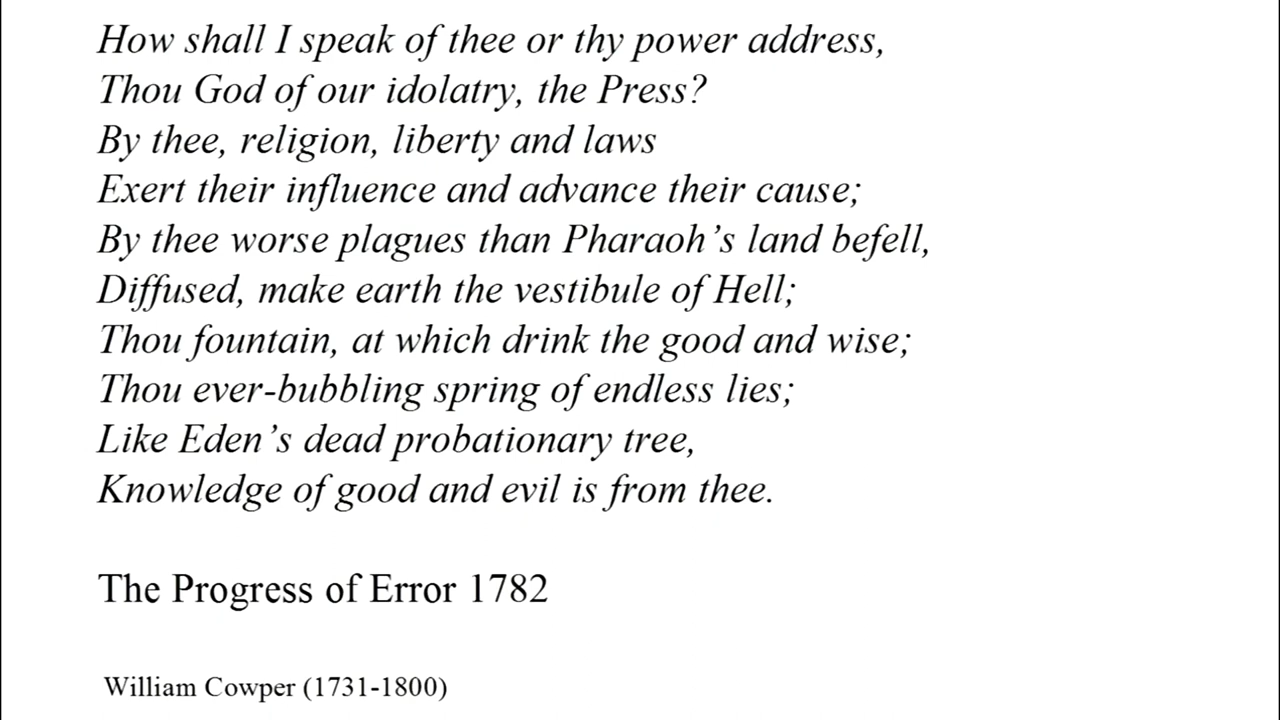 How shall I speak of thee or thy power address,
Thou God of our idolatry, the Press?
By thee, religion, liberty and laws
Exert their influence and advance their cause;
By thee worse plagues than Pharaoh’s land befell,
Diffused, make earth the vestibule of Hell;
Thou fountain, at which drink the good and wise;
Thou ever-bubbling spring of endless lies;
Like Eden’s dead probationary tree,
Knowledge of good and evil is from thee.
The Progress of Error 1782
William Cowper (1731-1800)